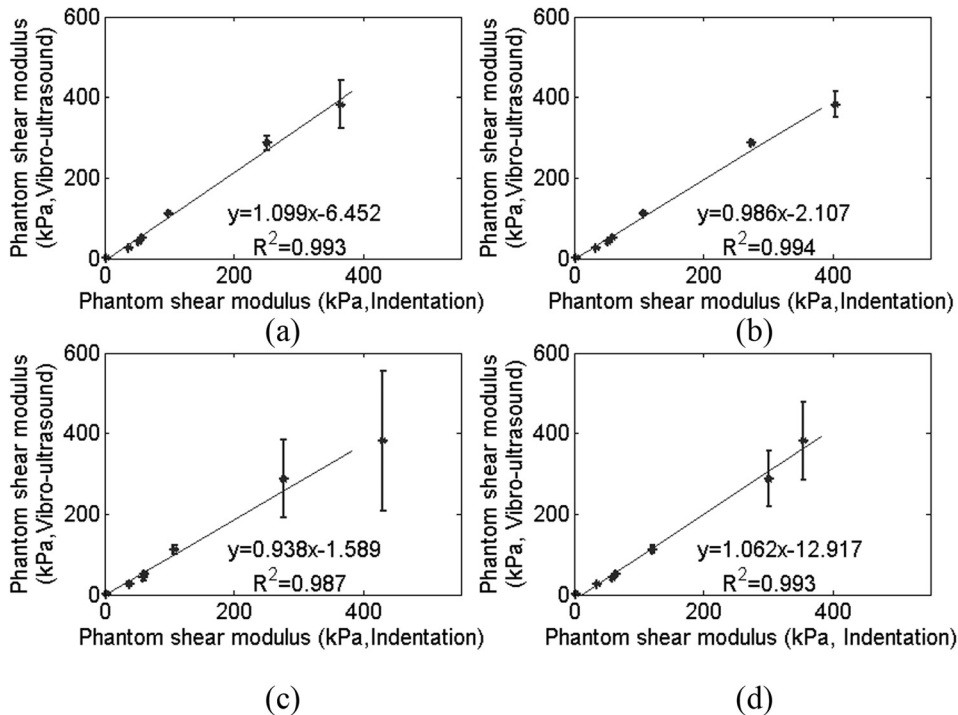 600
400
200
0
0
200
400
Phantom shear modulus
(kPa,Vibro-ultrasound)
y=1.099x-6.452
R²=0.993
Phantom shear modulus (kPa,Indentation)
(a)
600
400
200
0
0
200
400
Phantom shear modulus
(kPa,Vibro-ultrasound)
y=0.986x-2.107
R²=0.994
Phantom shear modulus (kPa,Indentation)
(b)
600
400
200
0
0
200
400
Phantom shear modulus
(kPa,Vibro-ultrasound)
y=0.938x-1.589
R²=0.987
Phantom shear modulus (kPa,Indentation)
(c)
600
400
200
0
0
200
400
Phantom shear modulus
(kPa, Vibro-ultrasound)
y=1.062x-12.917
R²=0.993
Phantom shear modulus (kPa, Indentation)
(d)